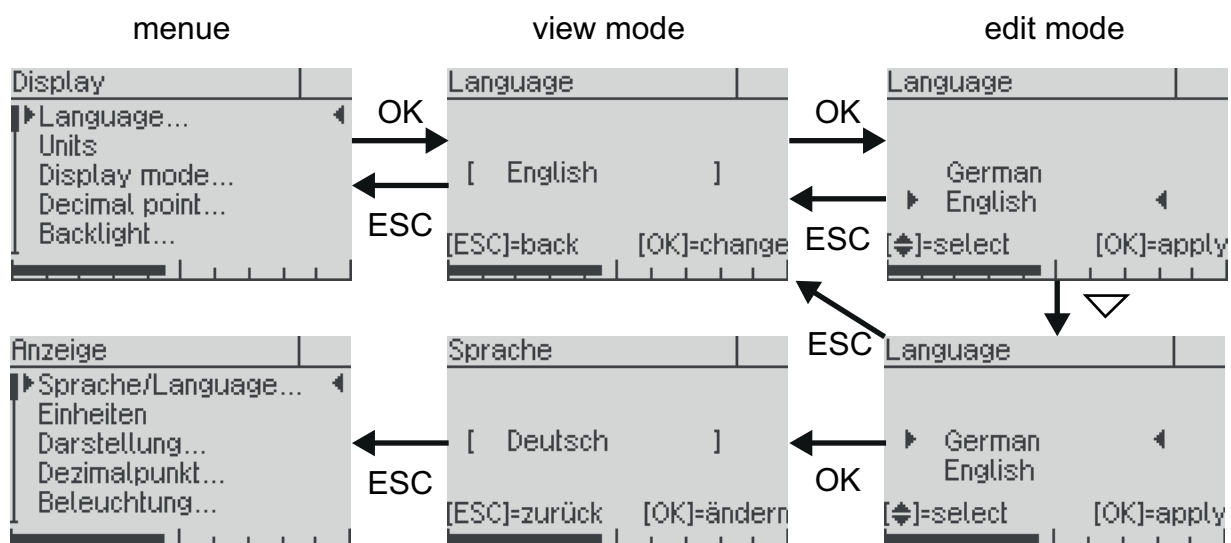 menue
view mode
edit mode
Display
Language...
Units
Display mode...
Decimal point...
Backlight...
OK
ESC
Language
[ English ]
[ESC]=back [OK]=change
OK
ESC
Language
German
English
[]=select [OK]=apply
Anzeige
Sprache/Language...
Einheiten
Darstellung...
Dezimalpunkt...
Beleuchtung...
ESC
Sprache
[ Deutsch ]
[ESC]=zurück [OK]=ändern
ESC
OK
Language
German
English
[]=select [OK]=apply